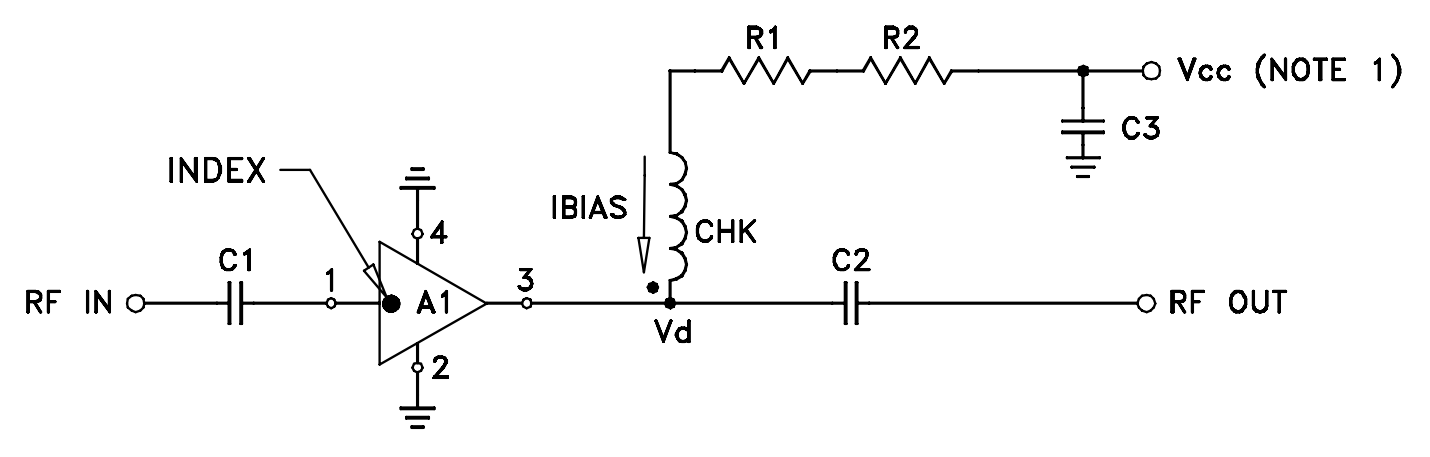 R1 R2
Vcc (NOTE 1)
C3
INDEX
IBIAS
CHK
4
C1
1
3
C2
RF IN
A1
RF OUT
Vd
2